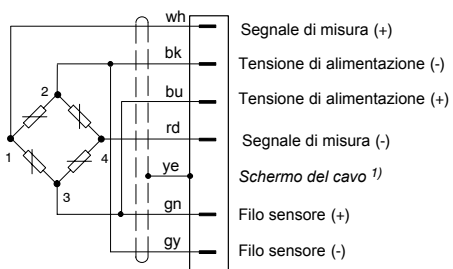 wh Segnale di misura (+)
bk Tensione di alimentazione (-)
bu Tensione di alimentazione (+)
2
rd Segnale di misura (-)
1 4
ye Schermo del cavo 1)
3
gn Filo sensore (+)
gy Filo sensore (-)